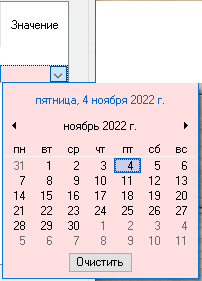 Значение
пятница, 4 ноября 2022 г.
ноябрь 2022 г.
пн вт ср чт пт сб вс
31 1 2 3 4 5 6
7 8 9 10 11 12 13
14 15 16 17 18 19 20
21 22 23 24 25 26 27
28 29 30 1 2 3 4
5 6 7 8 9 10 11
Очистить